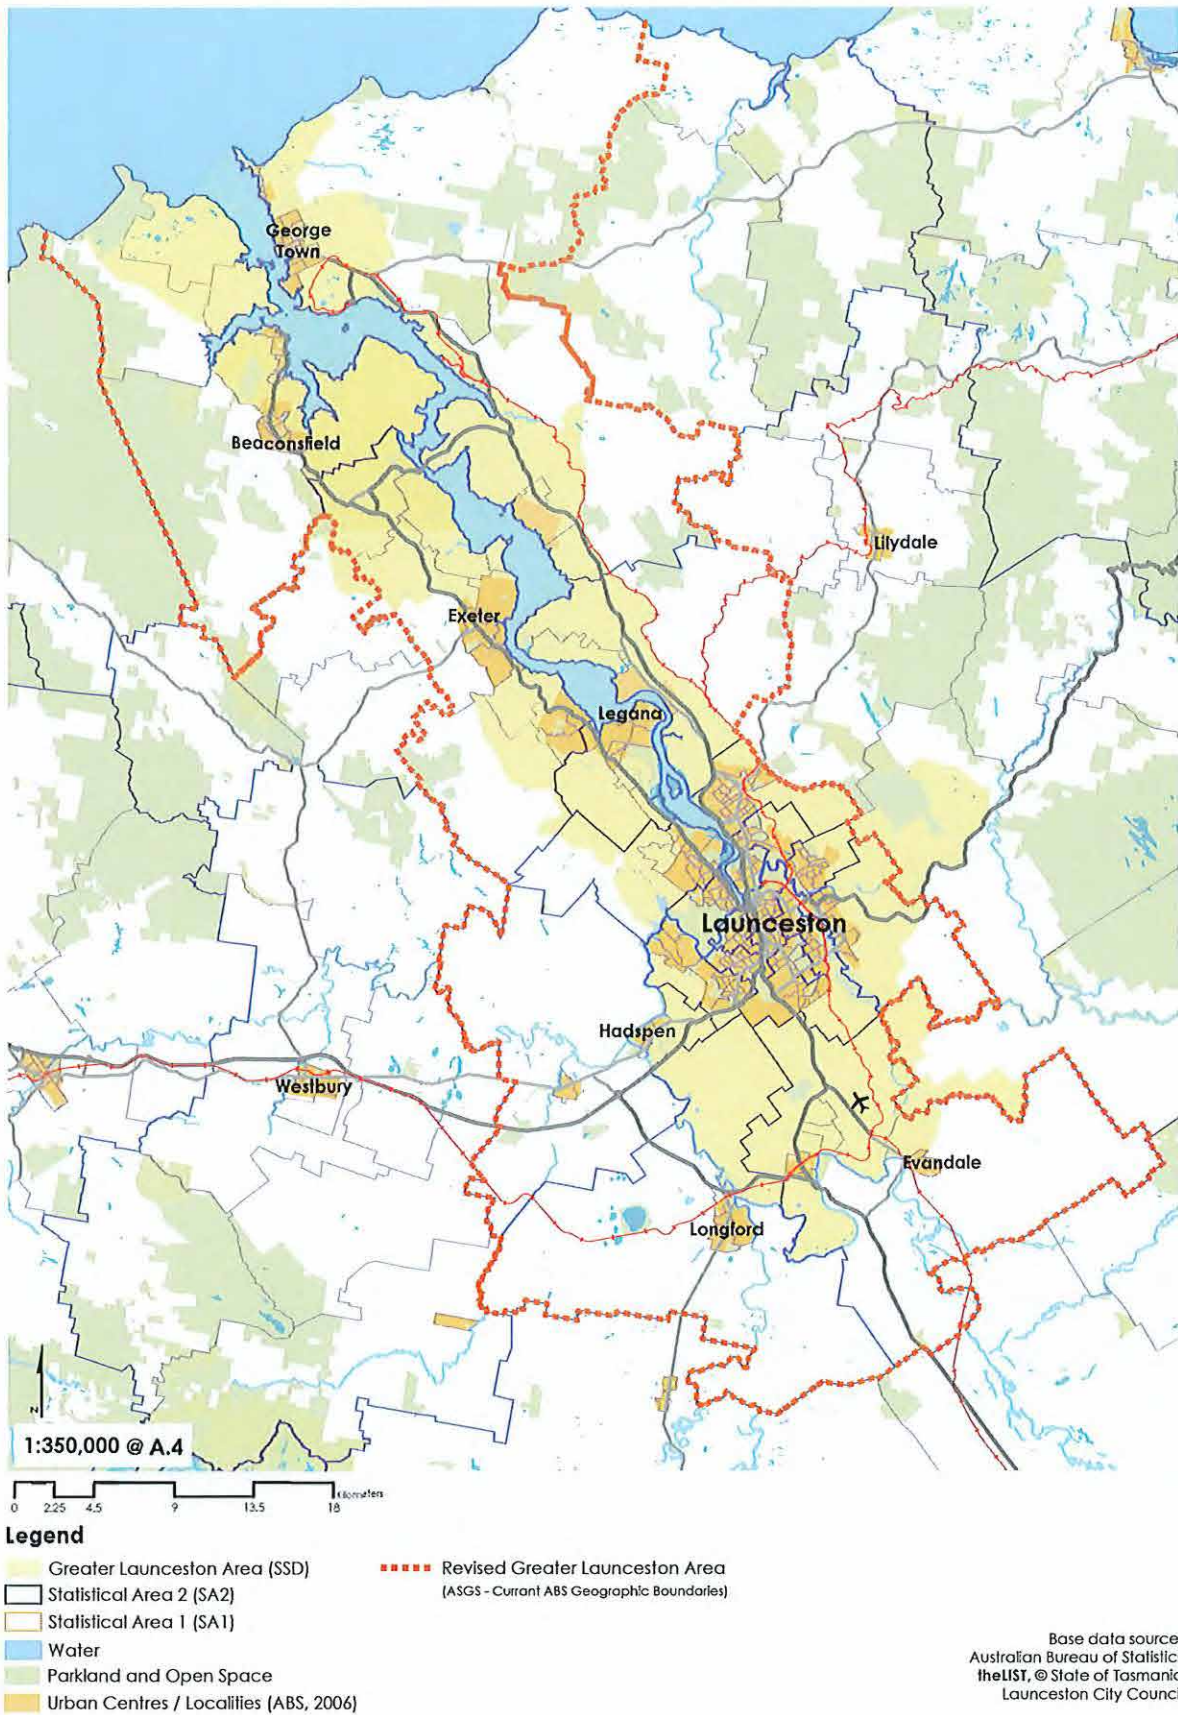 George
Town
Beaconsfield
Lilydale
Exeter
Legana
Launceston
Hadspen
Westbury
Evandale
Longford
N
1:350,000 @ A.4
0 2.25 4.5 9 13.5 18 Kilometers
Legend
Greater Launceston Area (SSD)
Statistical Area 2 (SA2)
Statistical Area 1 (SA1)
Water
Parkland and Open Space
Urban Centres / Localities (ABS, 2006)
Revised Greater Launceston Area
(ASGS - Currant ABS Geographic Boundaries)
Base data source
Australian Bureau of Statistic
theLIST, © State of Tasmania
Launceston City Counci